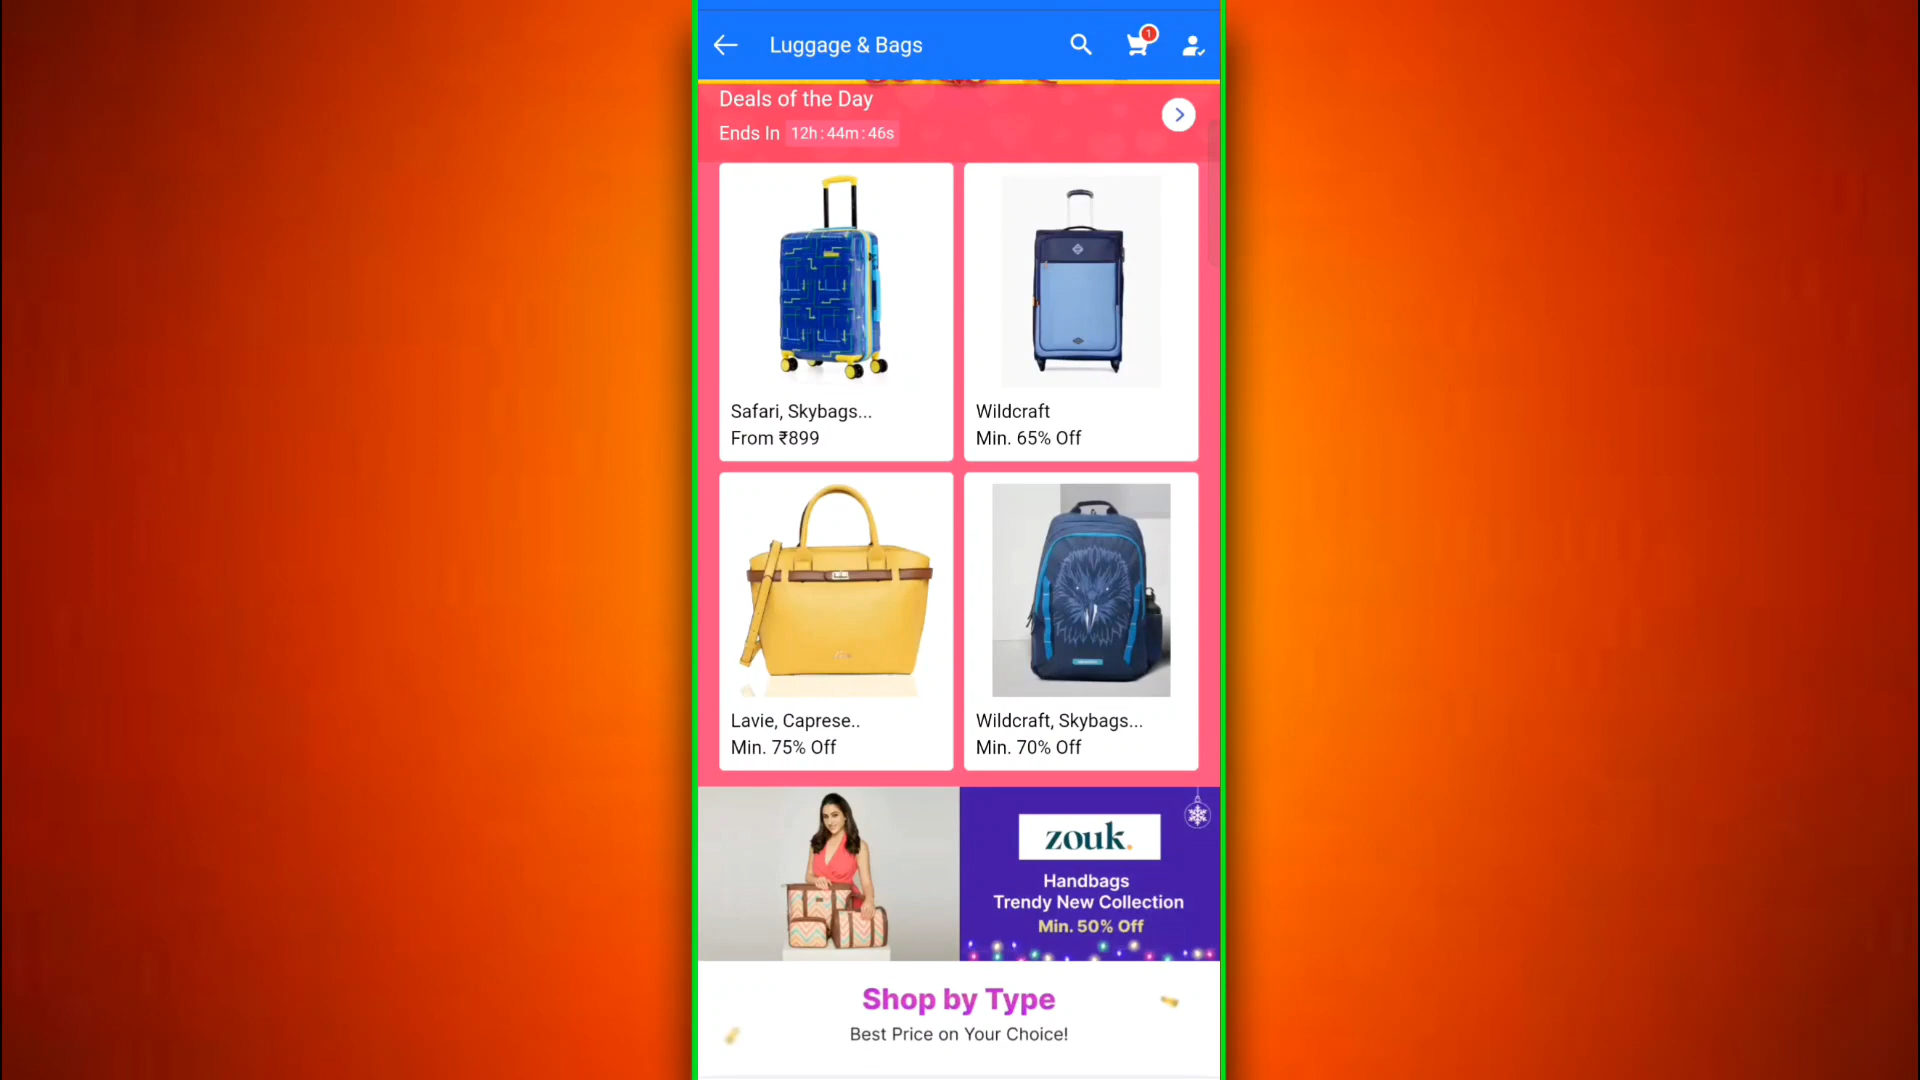 Luggage & Bags
1
Deals of the Day
Ends In 12h : 44m : 46s
Safari, Skybags...
From ₹899
Wildcraft
Min. 65% Off
Lavie, Caprese..
Min. 75% Off
Wildcraft, Skybags...
Min. 70% Off
zouk.
Handbags
Trendy New Collection
Min. 50% Off
Shop by Type
Best Price on Your Choice!